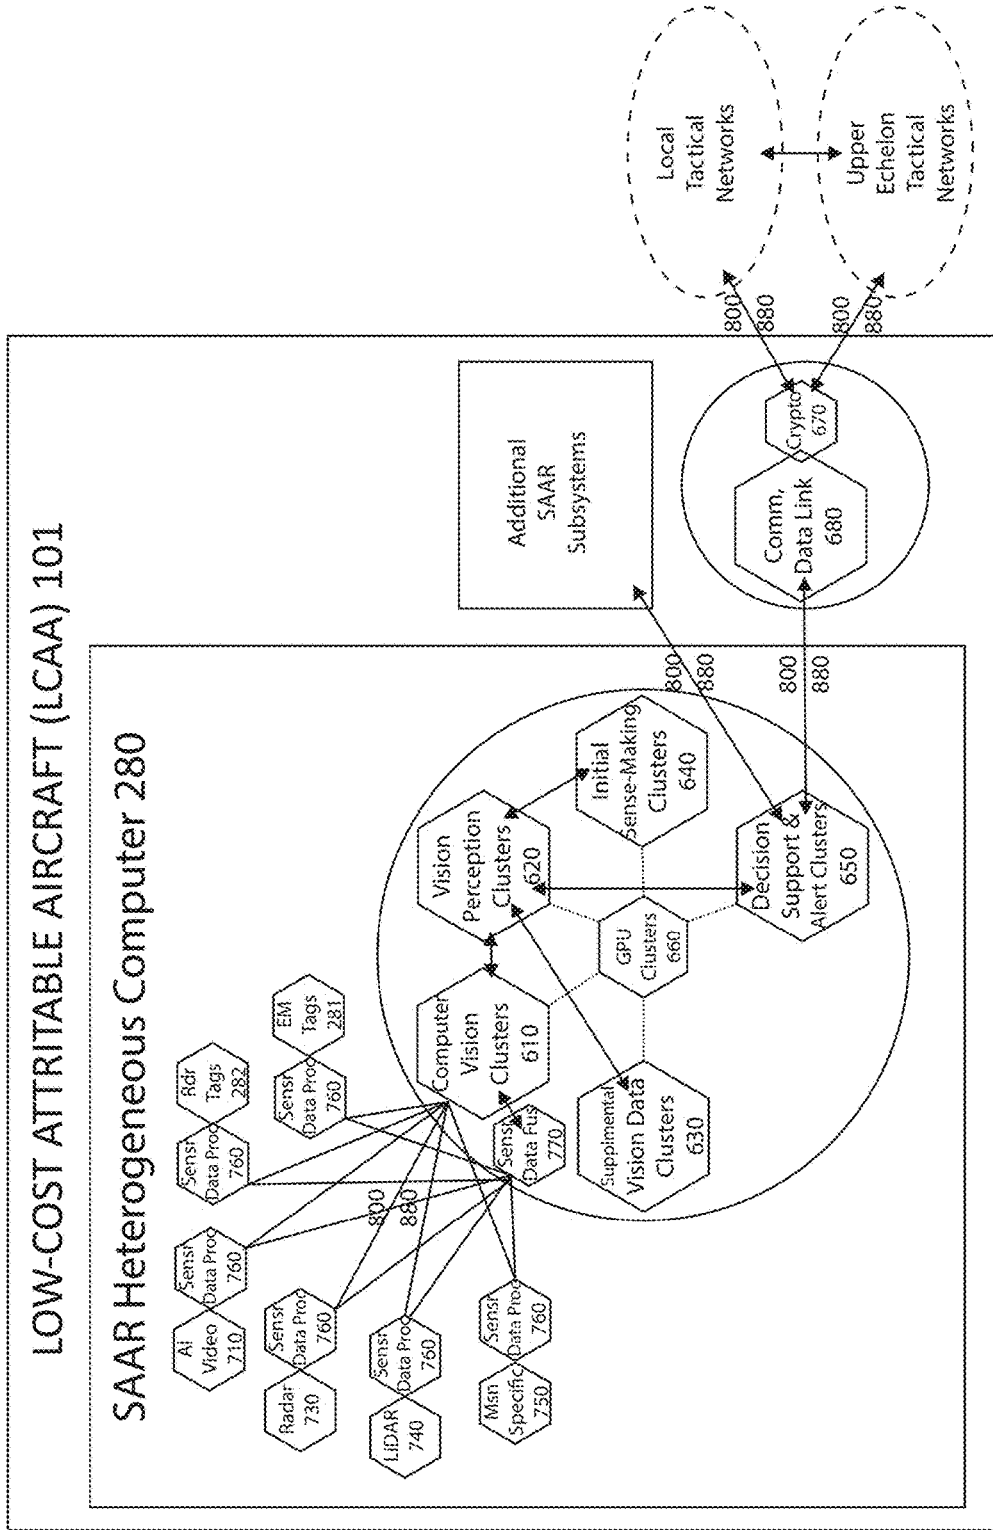 LOW-COST ATTRITABLE AIRCRAFT (LCAA) 101
SAAR Heterogeneous Computer 280
AI
Video
710
Sensr
Data Proc
760
Sensr
Data Proc
760
Rdr
Tags
282
Radar
730
Sensr
Data Proc
760
Sensr
Data Proc
760
EM
Tags
281
LiDAR
740
Sensr
Data Proc
760
Msn
Specific
750
Sensr
Data Proc
760
800
880
Sensr
Data Fus
770
Computer
Vision
Clusters
610
Vision
Perception
Clusters
620
Supplmental
Vision Data
Clusters
630
GPU
Clusters
660
Initial
Sense-Making
Clusters
640
Decision
Support &
Alert Clusters
650
800
880
800
880
Additional
SAAR
Subsystems
Comm,
Data Link
680
Crypto
670
800
880
800
880
Local
Tactical
Networks
Upper
Echelon
Tactical
Networks